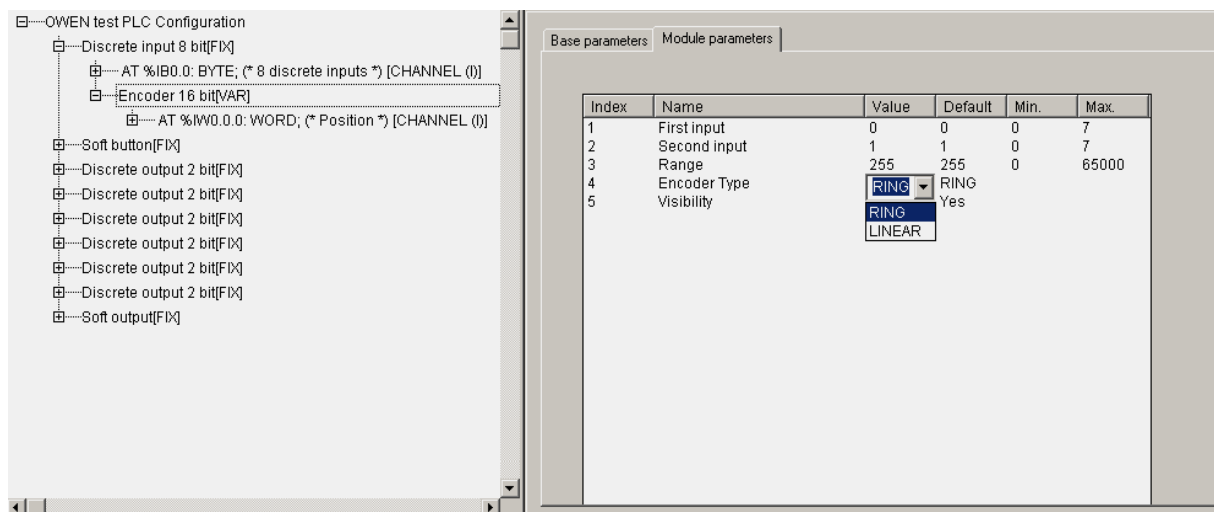 OWEN test PLC Configuration
Discrete input 8 bit[FIX]
AT %IB0.0: BYTE; (* 8 discrete inputs *) [CHANNEL (I)]
Encoder 16 bit[VAR]
AT %IW0.0.0: WORD; (* Position *) [CHANNEL (I)]
Soft button[FIX]
Discrete output 2 bit[FIX]
Discrete output 2 bit[FIX]
Discrete output 2 bit[FIX]
Discrete output 2 bit[FIX]
Discrete output 2 bit[FIX]
Discrete output 2 bit[FIX]
Soft output[FIX]
Base parameters Module parameters
Index Name Value Default Min. Max.
1 First input 0 0 0 7
2 Second input 1 1 0 7
3 Range 255 255 0 65000
4 Encoder Type RING RING
5 Visibility Yes
RING
LINEAR